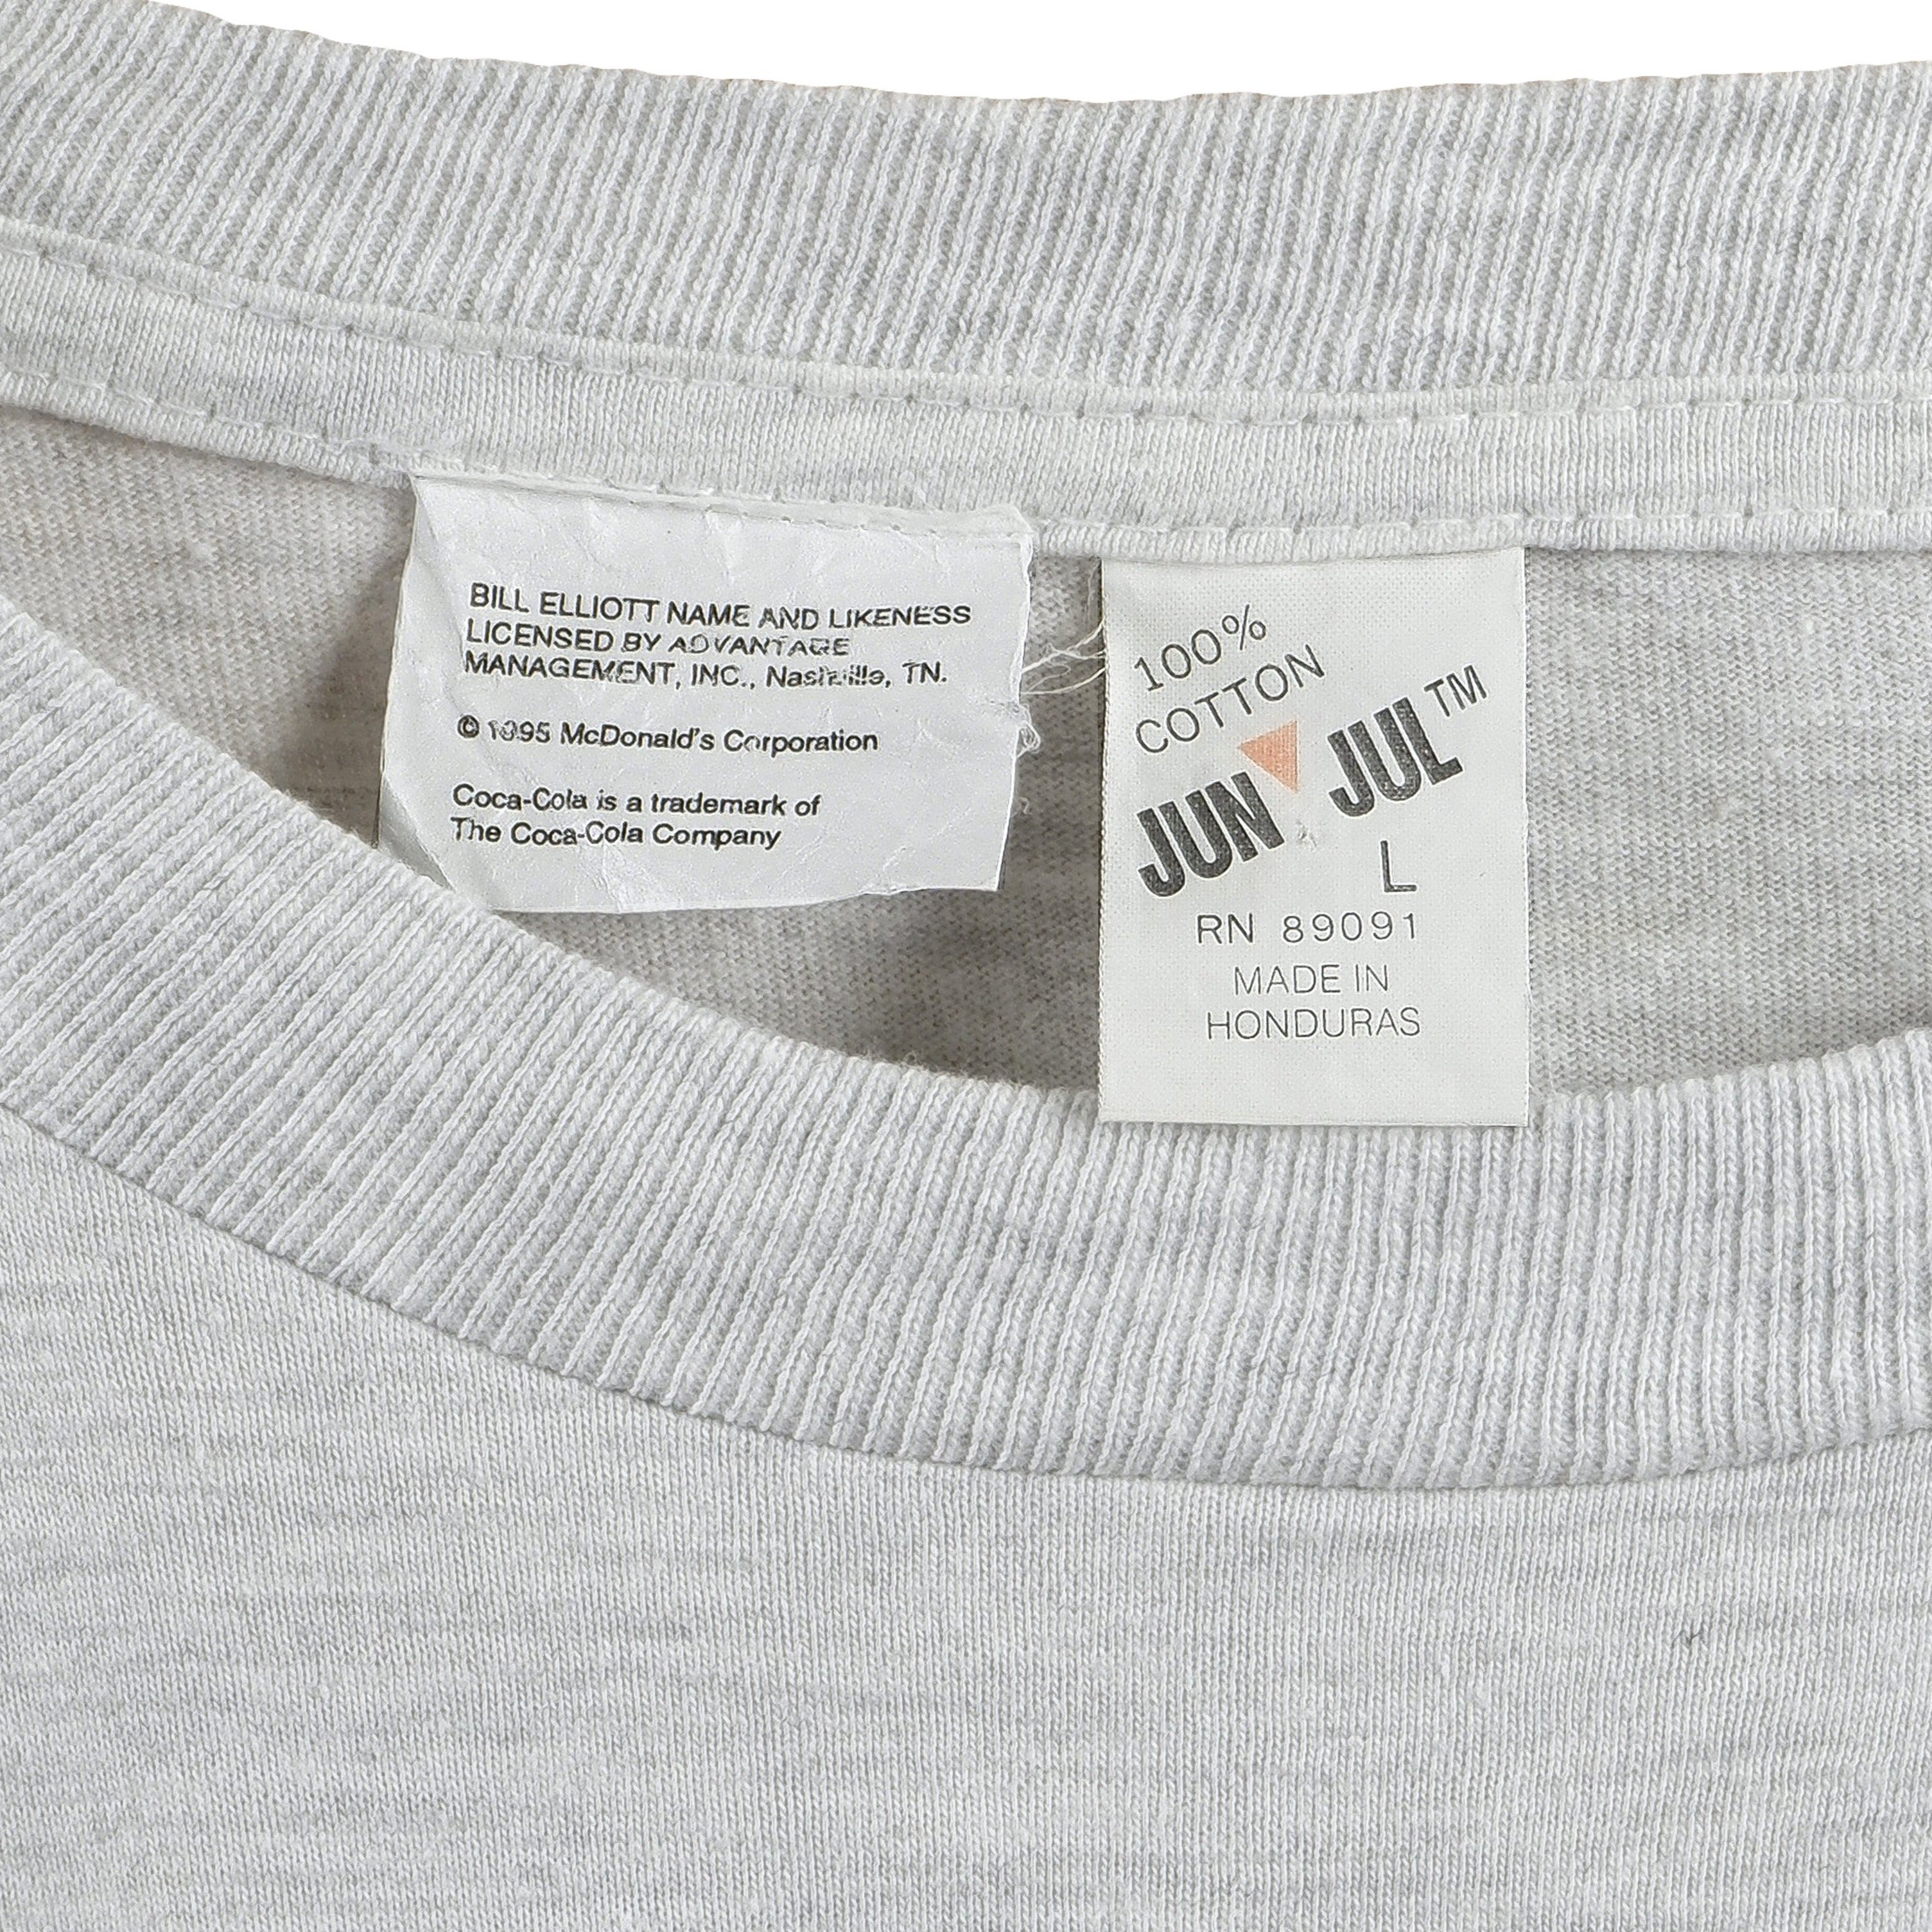 BILL ELLIOTT NAME AND LIKENESS
LICENSED BY ADVANTAGE
MANAGEMENT, INC., Nashville, TN.
© 1995 McDonald's Corporation
Coca-Cola is a trademark of
The Coca-Cola Company
100%
COTTON
JUN JUL™
L
RN 89091
MADE IN
HONDURAS